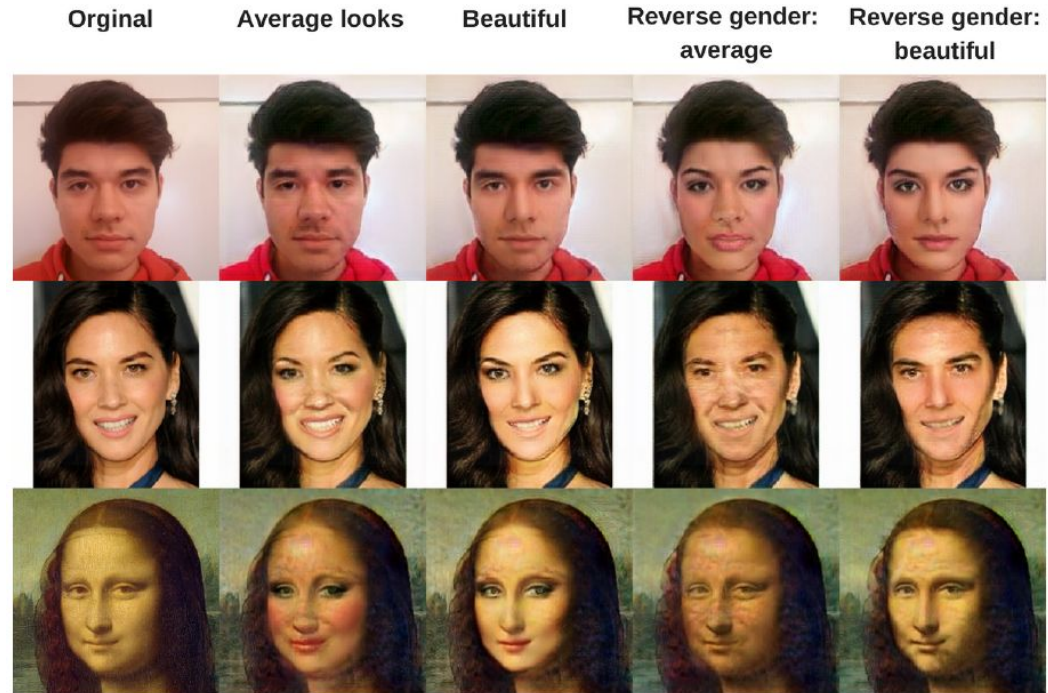 Orginal
Average looks
Beautiful
Reverse gender:
average
Reverse gender:
beautiful